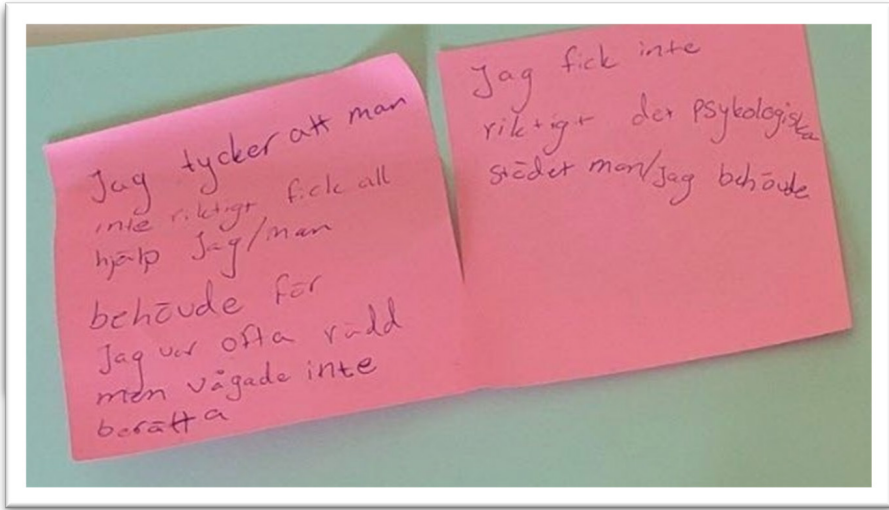 Jag tycker att man
inte riktigt fick all
hjälp Jag/man
behövde för
Jag var ofta rädd
men vågade inte
berätta
Jag fick inte
riktigt det psykologiska
stödet man/Jag behövde